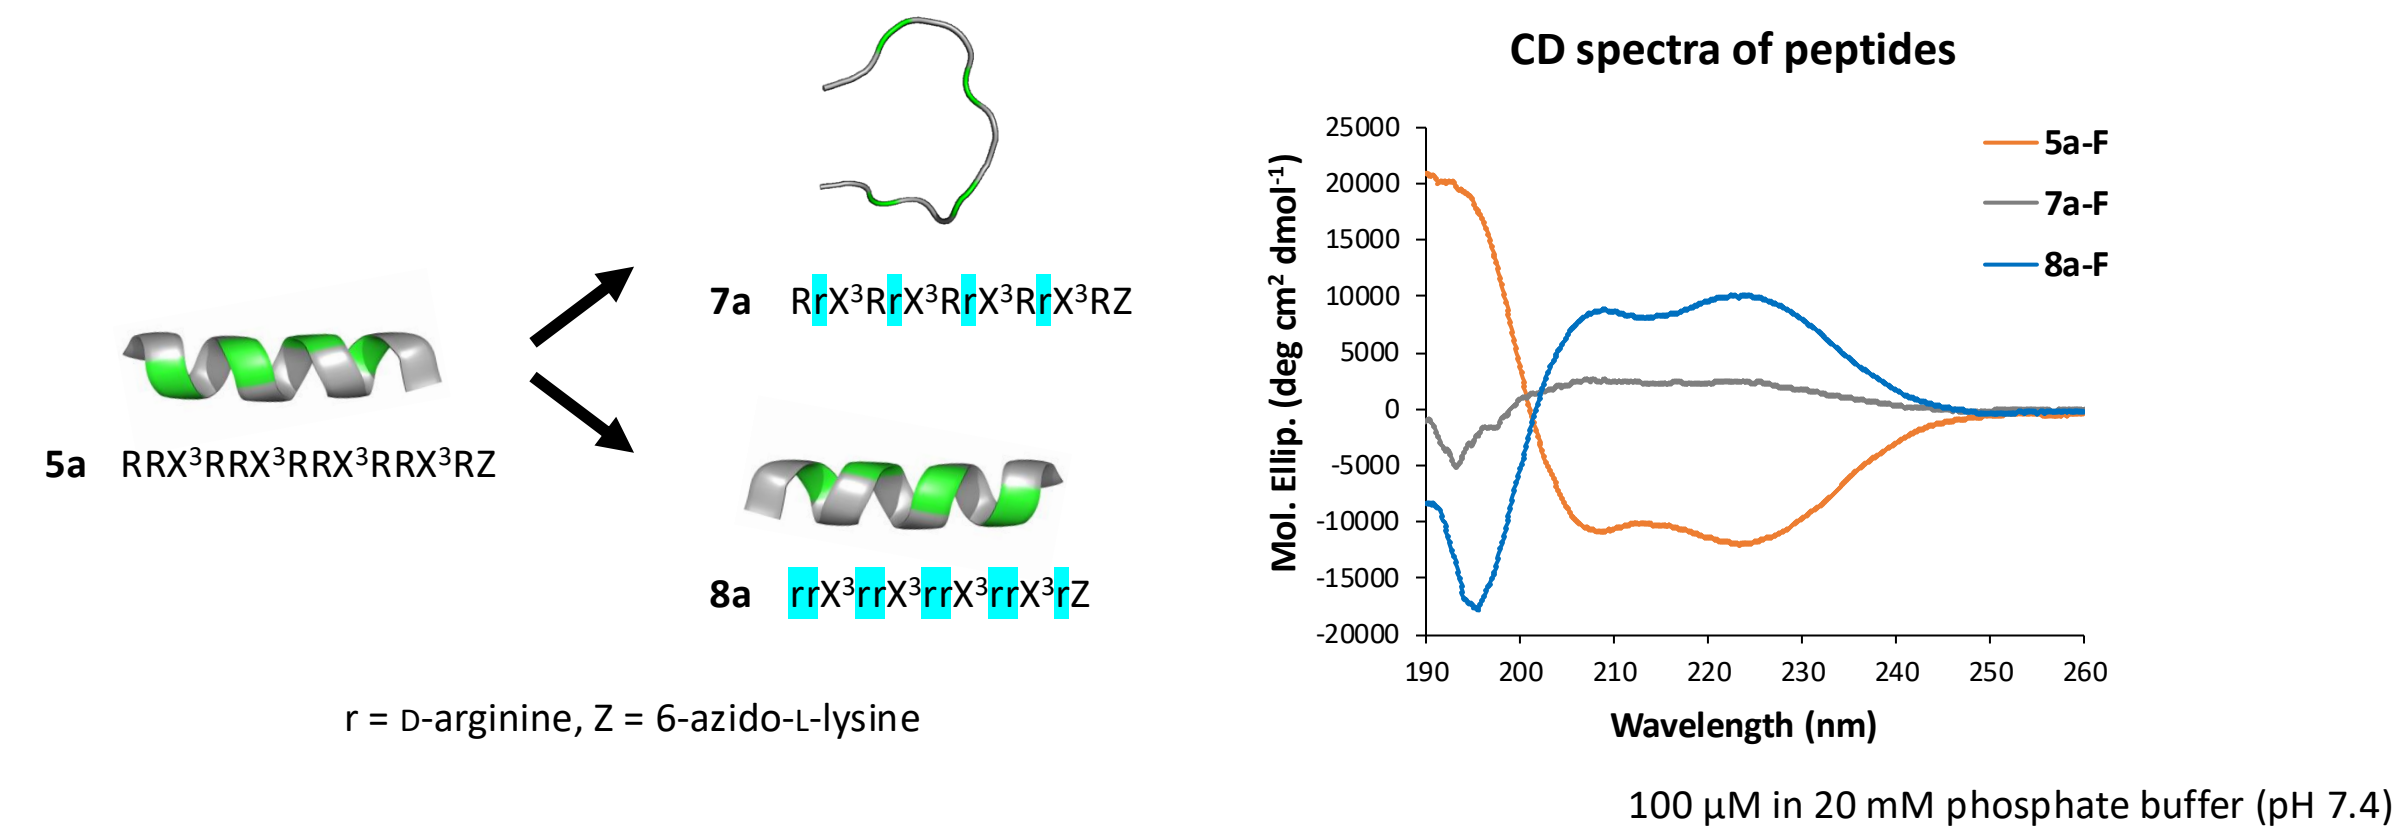 7a RrX³RrX³RrX³RrX³RZ
5a RRX³RRX³RRX³RRX³RZ
8a rrX³rrX³rrX³rrX³rZ
r = D-arginine, Z = 6-azido-L-lysine
CD spectra of peptides
Mol. Ellip. (deg cm² dmol⁻¹)
25000
20000
15000
10000
5000
0
-5000
-10000
-15000
-20000
5a-F
7a-F
8a-F
190 200 210 220 230 240 250 260
Wavelength (nm)
100 µM in 20 mM phosphate buffer (pH 7.4)